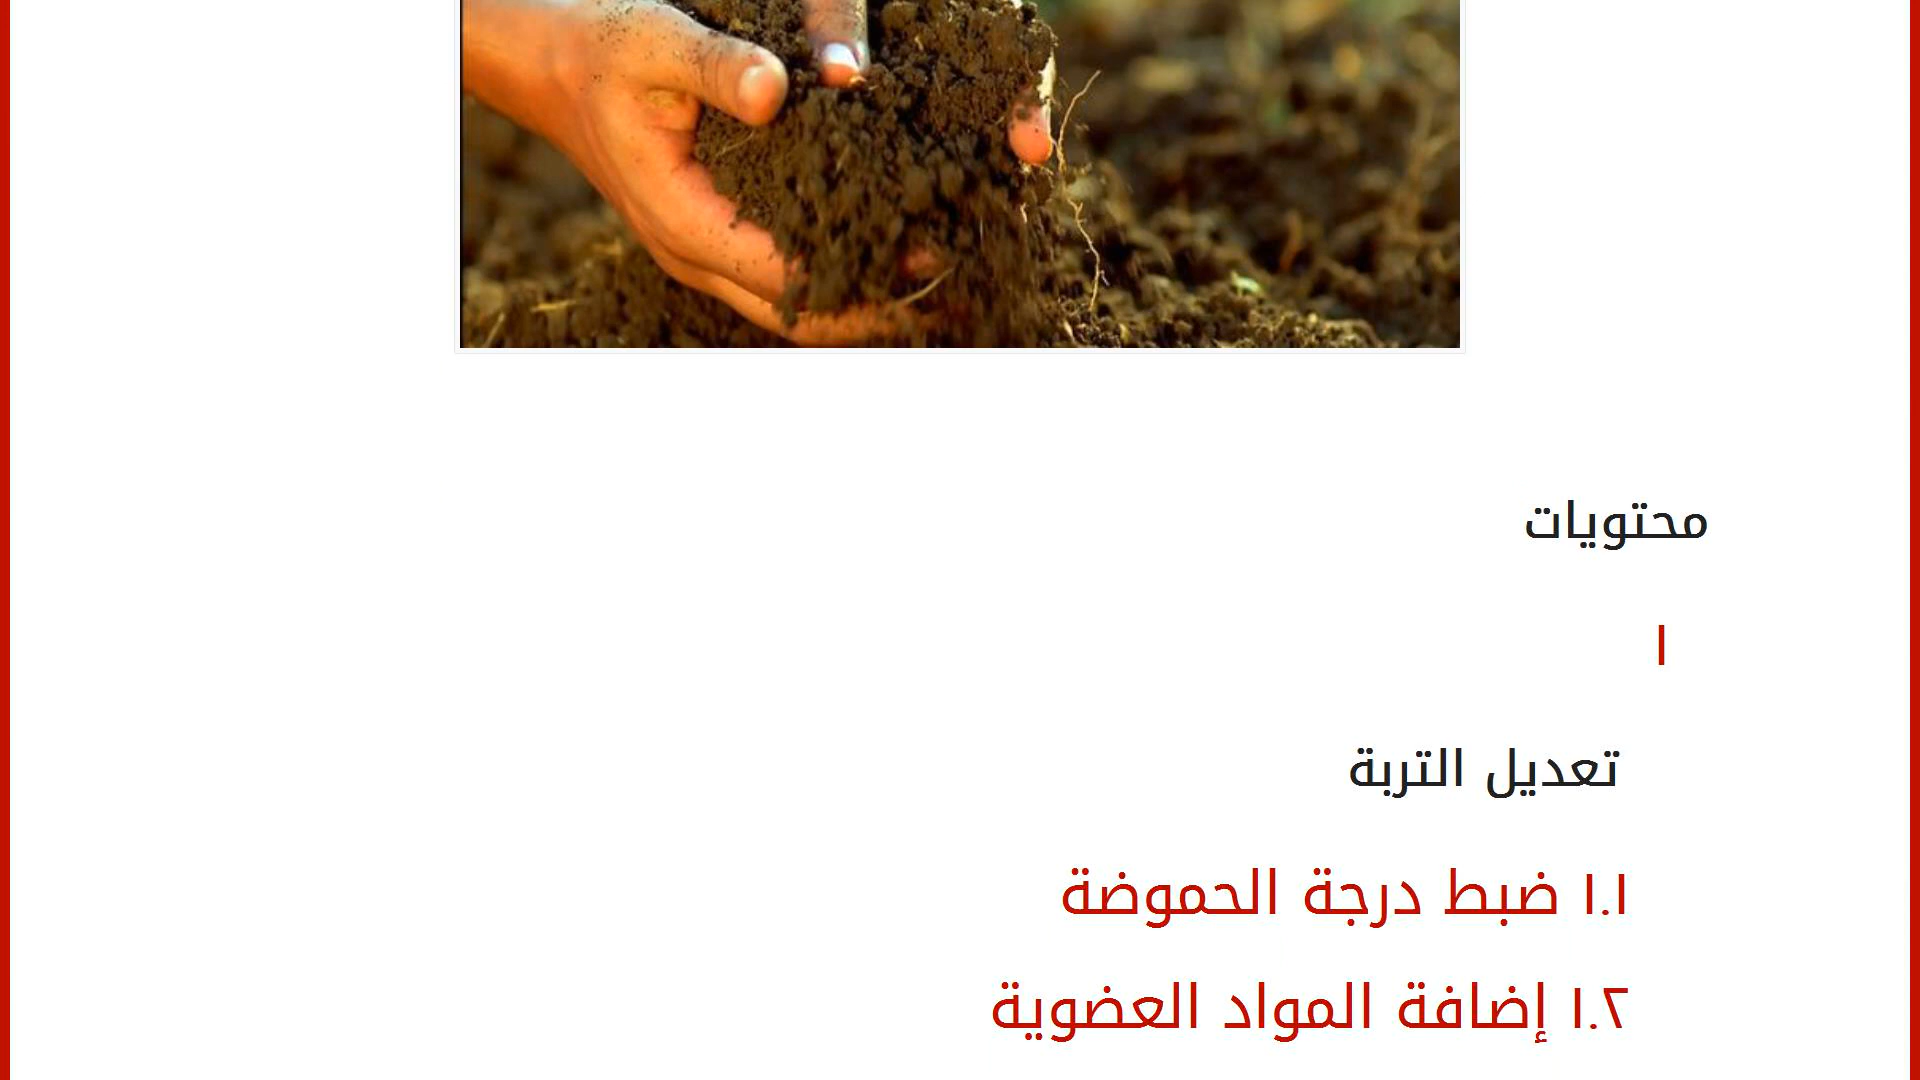 محتويات
١
تعديل التربة
١.١ ضبط درجة الحموضة
١.٢ إضافة المواد العضوية